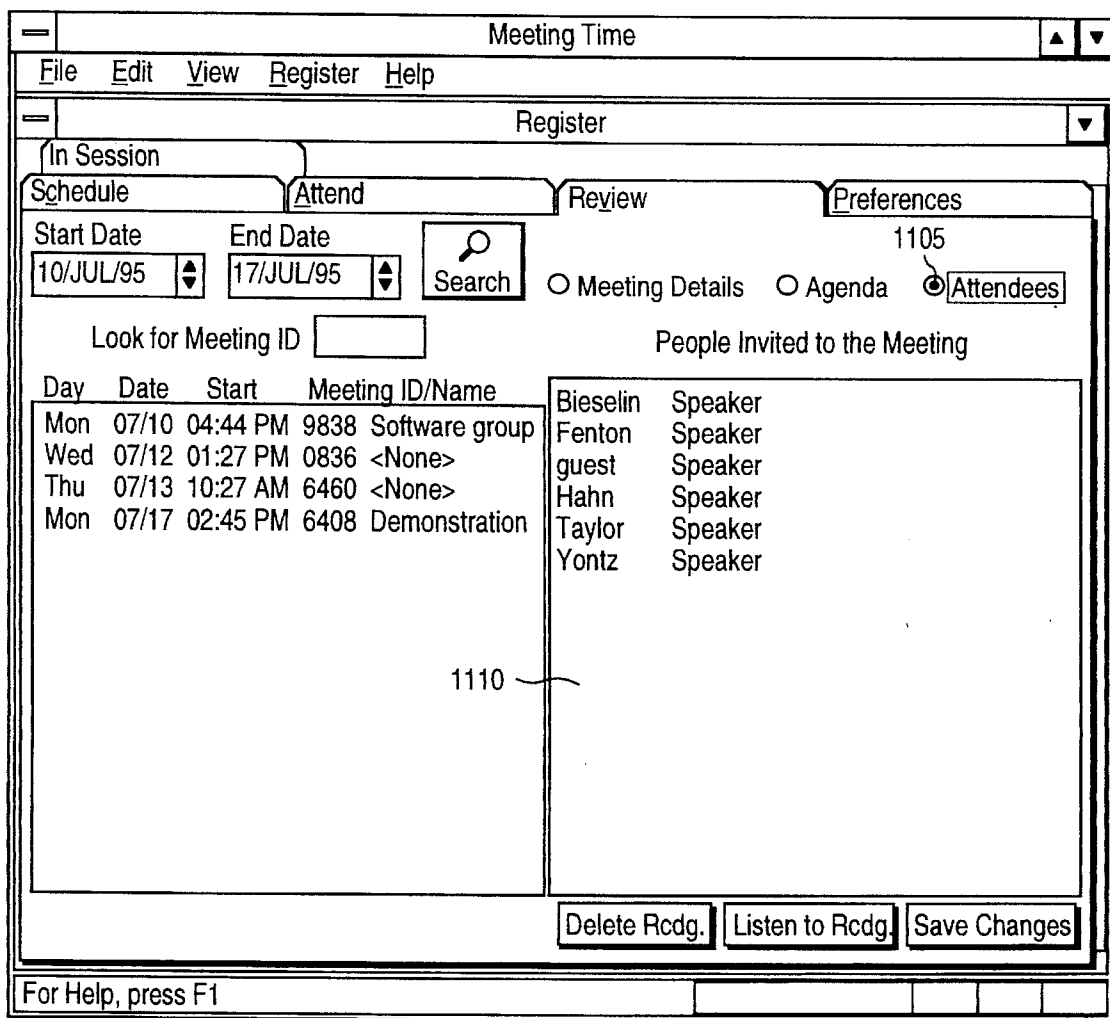 Meeting Time
File Edit View Register Help
Register
In Session
Schedule Attend Review Preferences
Start Date End Date
1105
10/JUL/95 17/JUL/95 Search Meeting Details Agenda Attendees
Look for Meeting ID
People Invited to the Meeting
Day Date Start Meeting ID/Name
Mon 07/10 04:44 PM 9838 Software group
Wed 07/12 01:27 PM 0836 <None>
Thu 07/13 10:27 AM 6460 <None>
Mon 07/17 02:45 PM 6408 Demonstration
Bieselin Speaker
Fenton Speaker
guest Speaker
Hahn Speaker
Taylor Speaker
Yontz Speaker
1110
Delete Rcdg. Listen to Rcdg. Save Changes
For Help, press F1